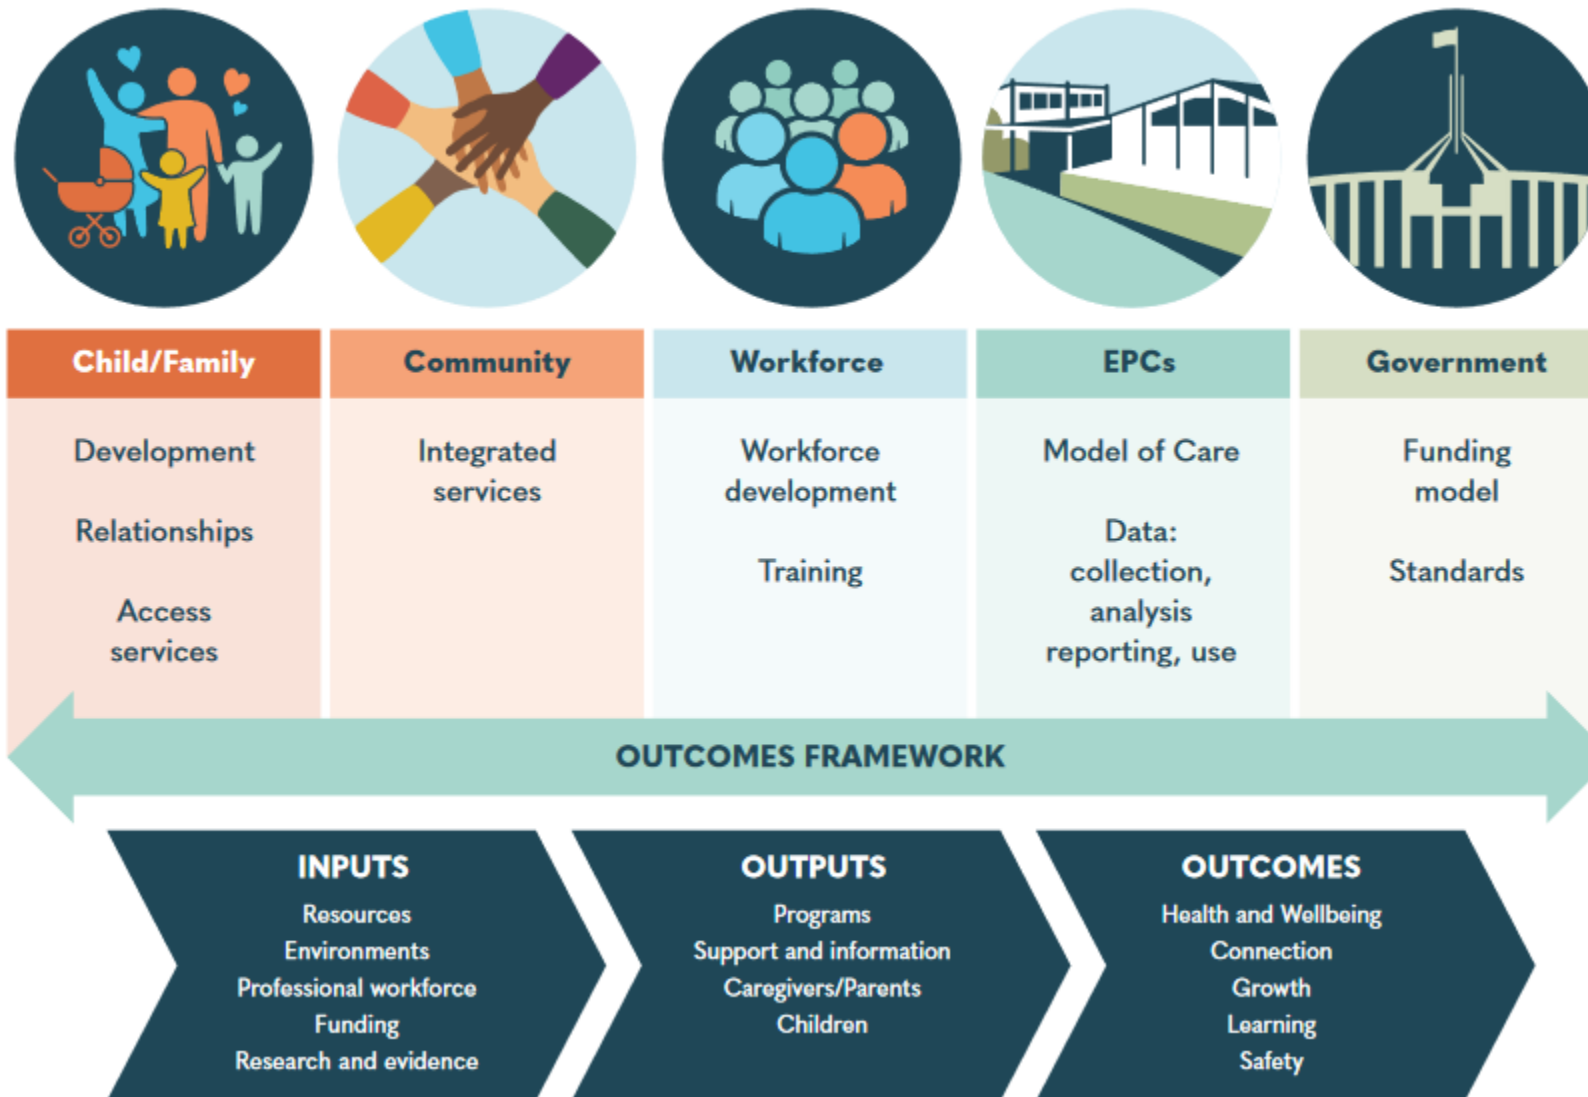 Child/Family
Development
Relationships
Access
services
Community
Integrated
services
Workforce
Workforce
development
Training
EPCs
Model of Care
Data:
collection,
analysis
reporting, use
Government
Funding
model
Standards
OUTCOMES FRAMEWORK
INPUTS
Resources
Environments
Professional workforce
Funding
Research and evidence
OUTPUTS
Programs
Support and information
Caregivers/Parents
Children
OUTCOMES
Health and Wellbeing
Connection
Growth
Learning
Safety